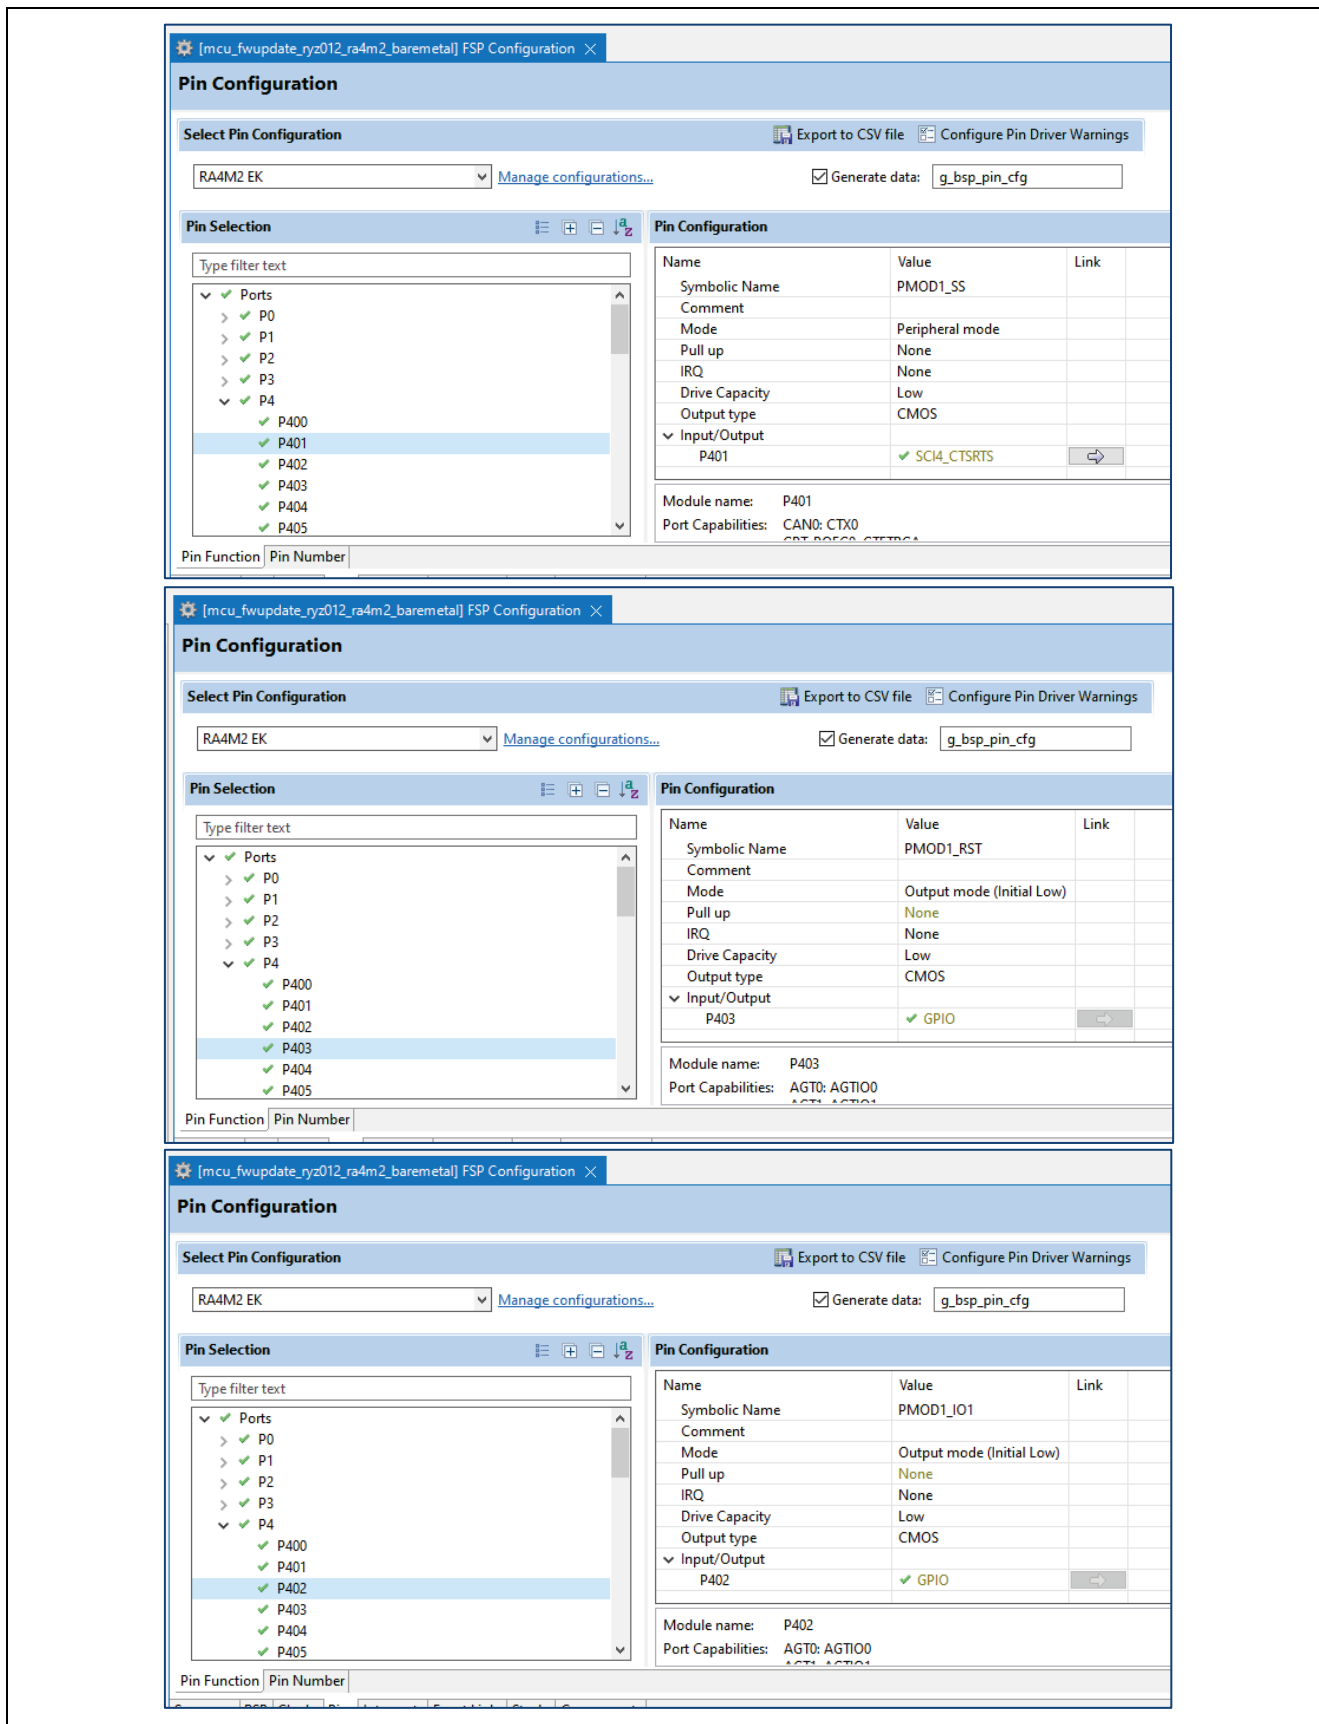 [mcu_fwupdate_ryz012_ra4m2_baremetal] FSP Configuration
Pin Configuration
Select Pin Configuration Export to CSV file Configure Pin Driver Warnings
RA4M2 EK Manage configurations... Generate data: g_bsp_pin_cfg
Pin Selection Pin Configuration
Type filter text Name Value Link
Ports Symbolic Name PMOD1_SS
P0 Comment
P1 Mode Peripheral mode
P2 Pull up None
IRQ None
P3 Drive Capacity Low
P4 Output type CMOS
P400 Input/Output
P401 P401 SCI4_CTSRTS
P402
P403
P404 Module name: P401
P405 Port Capabilities: CAN0: CTX0
Pin Function Pin Number
[mcu_fwupdate_ryz012_ra4m2_baremetal] FSP Configuration
Pin Configuration
Select Pin Configuration Export to CSV file Configure Pin Driver Warnings
RA4M2 EK Manage configurations... Generate data: g_bsp_pin_cfg
Pin Selection Pin Configuration
Type filter text Name Value Link
Ports Symbolic Name PMOD1_RST
P0 Comment
P1 Mode Output mode (Initial Low)
P2 Pull up None
P3 IRQ None
P4 Drive Capacity Low
P400 Output type CMOS
P401 Input/Output
P402 P403 GPIO
P403
P404 Module name: P403
P405 Port Capabilities: AGT0: AGTIO0
Pin Function Pin Number
[mcu_fwupdate_ryz012_ra4m2_baremetal] FSP Configuration
Pin Configuration
Select Pin Configuration Export to CSV file Configure Pin Driver Warnings
RA4M2 EK Manage configurations... Generate data: g_bsp_pin_cfg
Pin Selection Pin Configuration
Type filter text Name Value Link
Ports Symbolic Name PMOD1_IO1
P0 Comment
P1 Mode Output mode (Initial Low)
P2 Pull up None
P3 IRQ None
P4 Drive Capacity Low
P400 Output type CMOS
P401 Input/Output
P402 P402 GPIO
P403
P404 Module name: P402
P405 Port Capabilities: AGT0: AGTIO0
Pin Function Pin Number